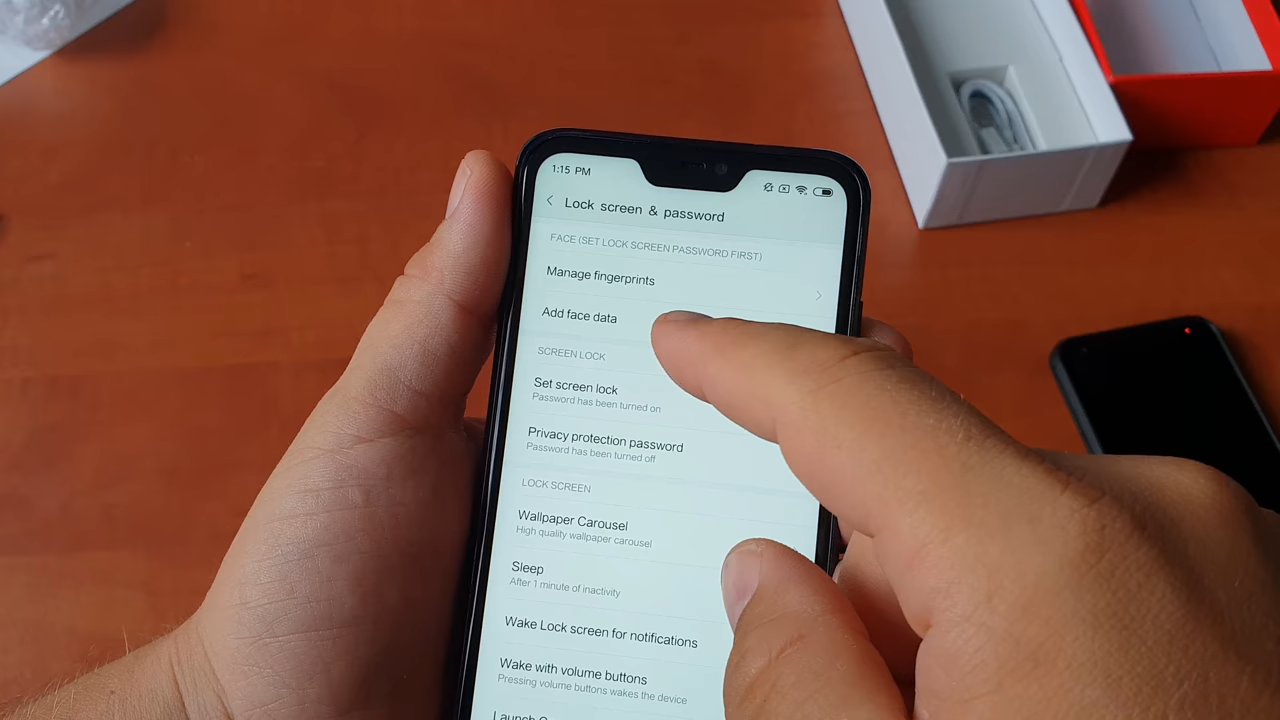 1:15 PM
Lock screen & password
FACE (SET LOCK SCREEN PASSWORD FIRST)
Manage fingerprints
Add face data
SCREEN LOCK
Set screen lock
Password has been turned on
Privacy protection password
Password has been turned off
LOCK SCREEN
Wallpaper Carousel
High quality wallpaper carousel
Sleep
After 1 minute of inactivity
Wake Lock screen for notifications
Wake with volume buttons
Pressing volume buttons wakes the device
Launch